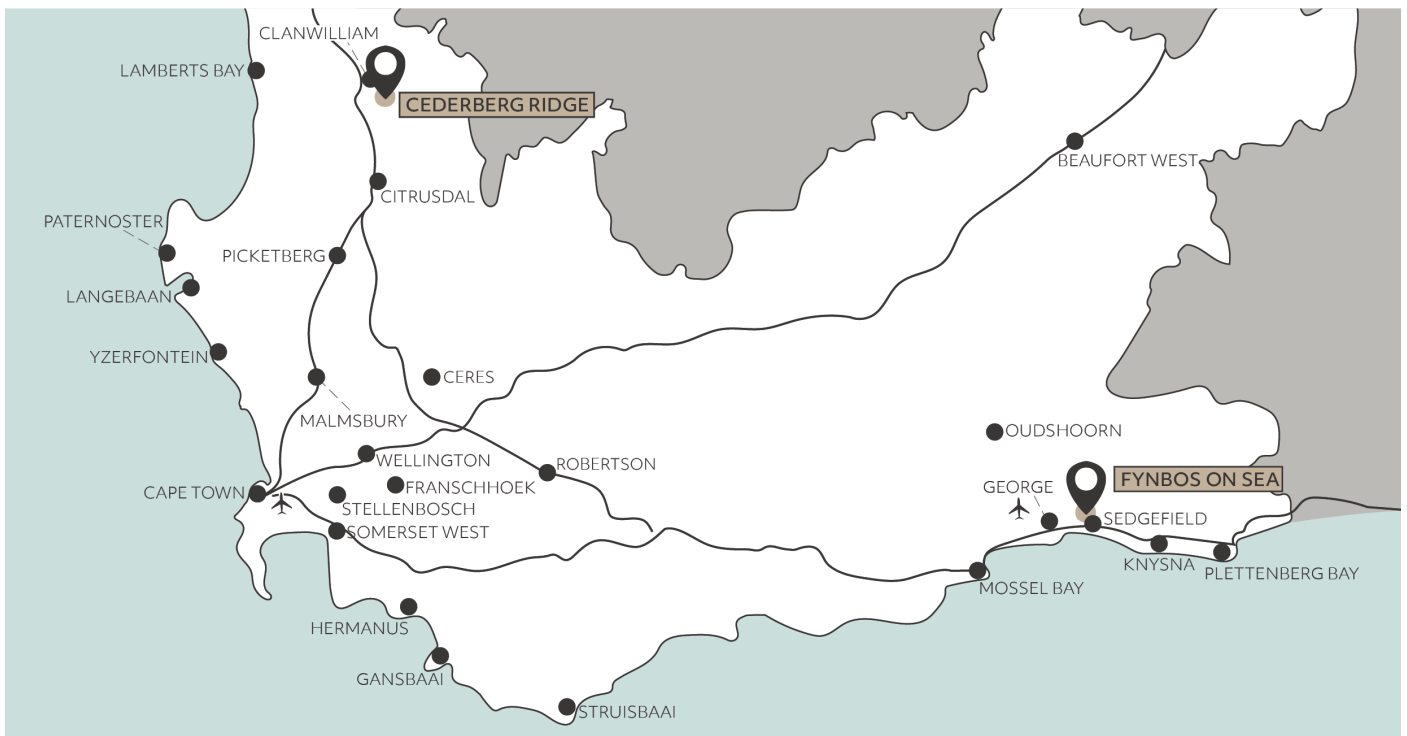 CLANWILLIAM
LAMBERTS BAY
CEDERBERG RIDGE
BEAUFORT WEST
CITRUSDAL
PATERNOSTER
PICKETBERG
LANGEBAAN
YZERFONTEIN
CERES
MALMSBURY
OUDSHOORN
WELLINGTON
ROBERTSON
FYNBOS ON SEA
CAPE TOWN
FRANSCHHOEK
GEORGE
STELLENBOSCH
SEDGEFIELD
SOMERSET WEST
KNYSNA
PLETTENBERG BAY
MOSSEL BAY
HERMANUS
GANSBAAI
STRUISBAAI